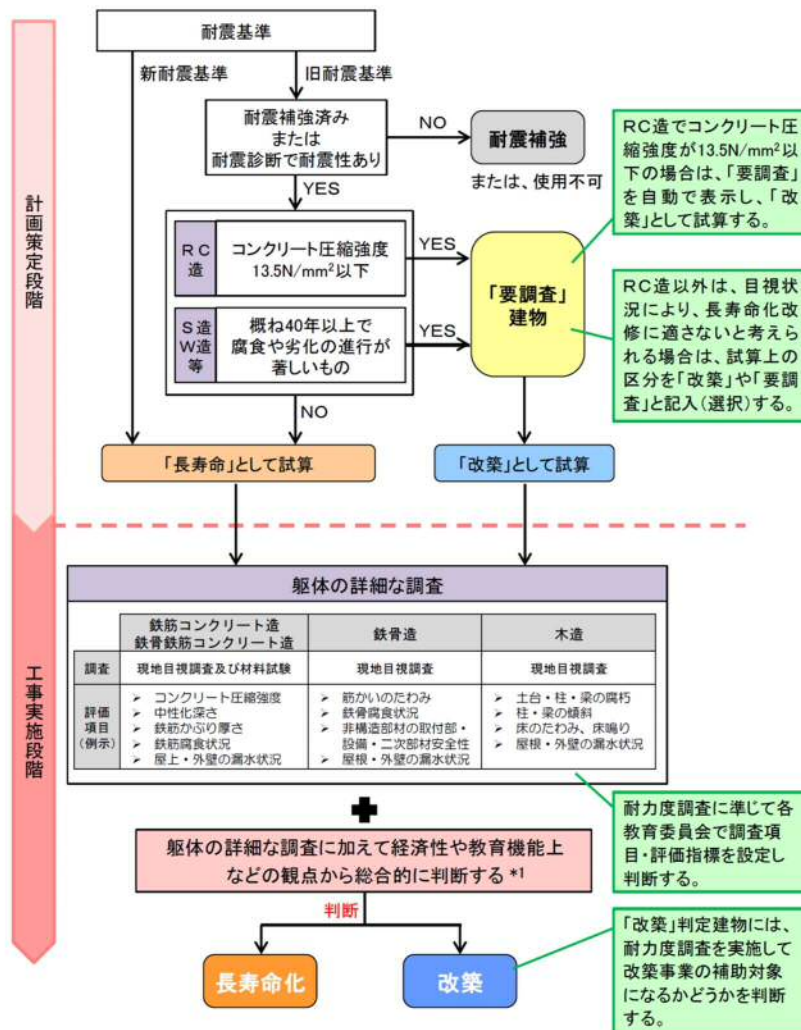 耐震基準
新耐震基準
旧耐震基準
耐震補強済み
または
耐震診断で耐震性あり
NO
耐震補強
または、使用不可
YES
RC造でコンクリート圧
縮強度が13.5N/mm²以
下の場合は、「要調査」
を自動で表示し、「改
築」として試算する。
計画策定段階
RC
造
コンクリート圧縮強度
13.5N/mm²以下
YES
S造
W造
等
概ね40年以上で
腐食や劣化の進行が
著しいもの
YES
「要調査」
建物
RC造以外は、目視状
況により、長寿命化改
修に適さないと考えら
れる場合は、試算上の
区分を「改築」や「要調
査」と記入(選択)する。
NO
「長寿命」として試算
「改築」として試算
工事実施段階
躯体の詳細な調査
鉄筋コンクリート造
鉄骨鉄筋コンクリート造
鉄骨造
木造
調査
現地目視調査及び材料試験
現地目視調査
現地目視調査
評価
項目
(例示)
➢ コンクリート圧縮強度
➢ 中性化深さ
➢ 鉄筋かぶり厚さ
➢ 鉄筋腐食状況
➢ 屋上・外壁の漏水状況
➢ 筋かいのたわみ
➢ 鉄骨腐食状況
➢ 非構造部材の取付部・
設備・二次部材安全性
➢ 屋根・外壁の漏水状況
➢ 土台・柱・梁の腐朽
➢ 柱・梁の傾斜
➢ 床のたわみ、床鳴り
➢ 屋根・外壁の漏水状況
耐力度調査に準じて各
教育委員会で調査項
目・評価指標を設定し
判断する。
躯体の詳細な調査に加えて経済性や教育機能上
などの観点から総合的に判断する *1
判断
長寿命化
改築
「改築」判定建物には、
耐力度調査を実施して
改築事業の補助対象
になるかどうかを判断
する。